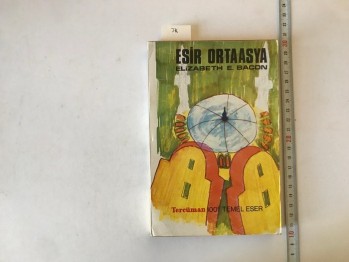 ESİR ORTAASYA
ELIZABETH E. BACON
Tercüman 1001 TEMEL ESER